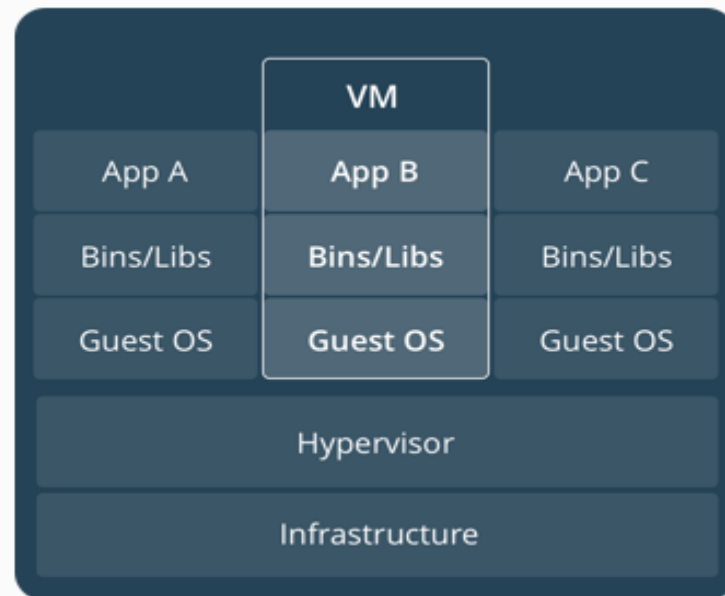 VM
App A
App B
App C
Bins/Libs
Bins/Libs
Bins/Libs
Guest OS
Guest OS
Guest OS
Hypervisor
Infrastructure